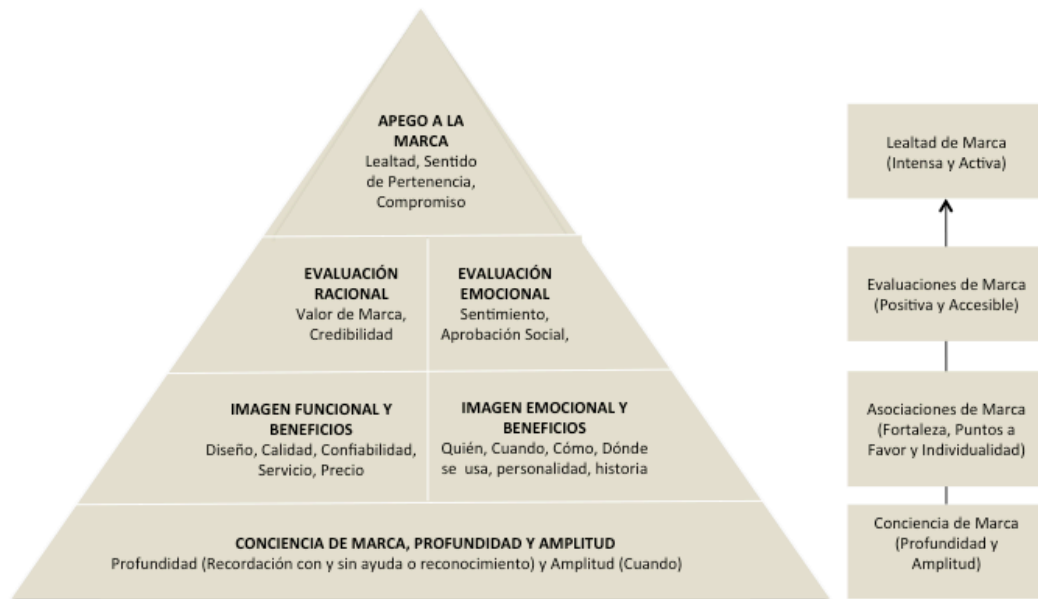 APEGO A LA
MARCA
Lealtad, Sentido
de Pertenencia,
Compromiso
EVALUACIÓN
RACIONAL
Valor de Marca,
Credibilidad
EVALUACIÓN
EMOCIONAL
Sentimiento,
Aprobación Social,
IMAGEN FUNCIONAL Y
BENEFICIOS
Diseño, Calidad, Confiabilidad,
Servicio, Precio
IMAGEN EMOCIONAL Y
BENEFICIOS
Quién, Cuando, Cómo, Dónde
se usa, personalidad, historia
CONCIENCIA DE MARCA, PROFUNDIDAD Y AMPLITUD
Profundidad (Recordación con y sin ayuda o reconocimiento) y Amplitud (Cuando)
Lealtad de Marca
(Intensa y Activa)
Evaluaciones de Marca
(Positiva y Accesible)
Asociaciones de Marca
(Fortaleza, Puntos a
Favor y Individualidad)
Conciencia de Marca
(Profundidad y
Amplitud)